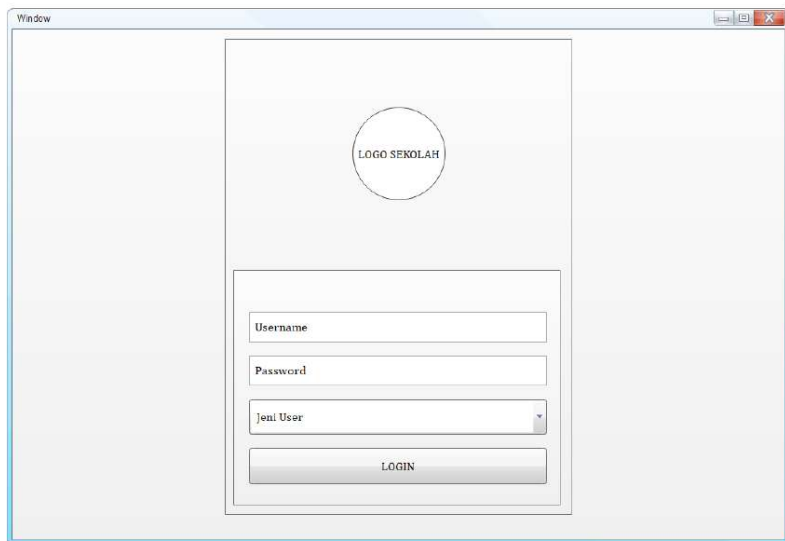 Window
LOGO SEKOLAH
Username
Password
Jeni User
LOGIN